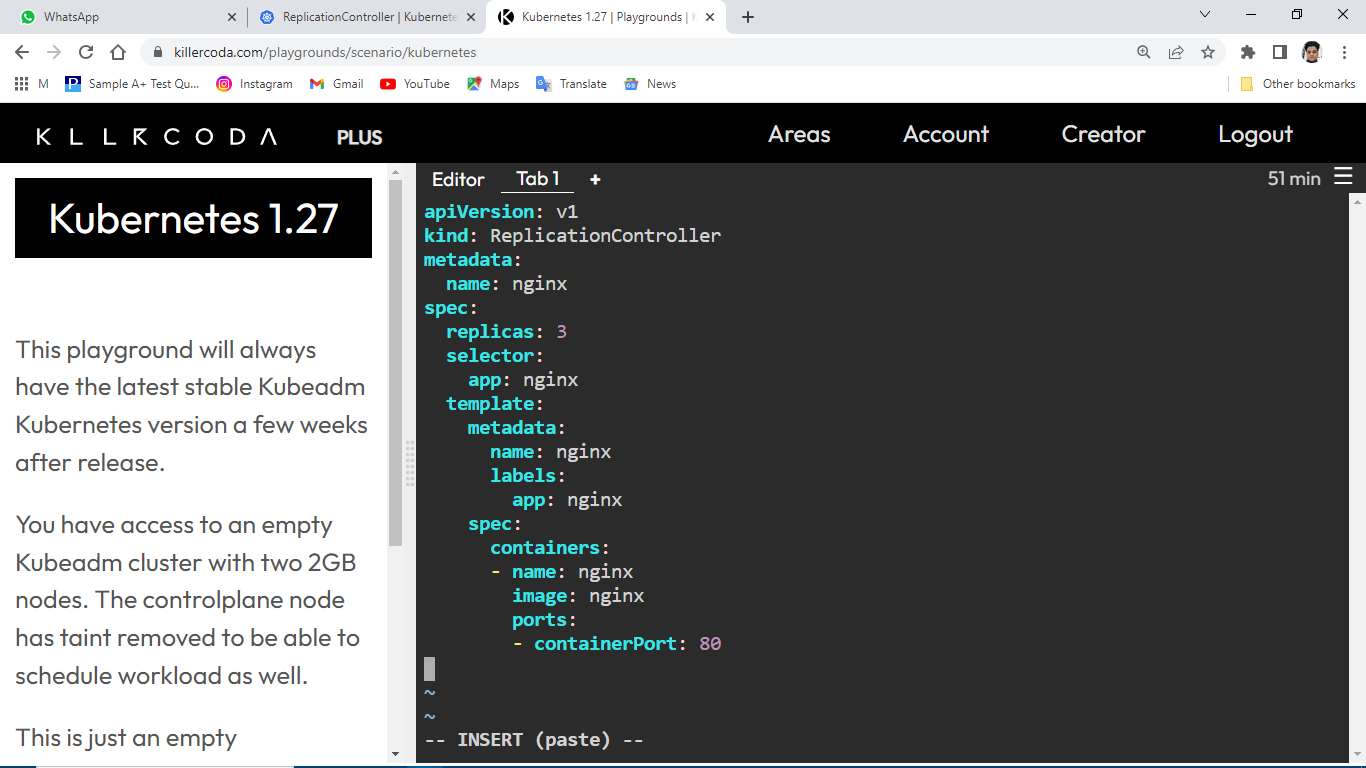 WhatsApp
ReplicationController | Kubernete
Kubernetes 1.27 | Playgrounds |
killercoda.com/playgrounds/scenario/kubernetes
M
Sample A+ Test Qu...
Instagram
Gmail
YouTube
Maps
Translate
News
Other bookmarks
KILLERCODA PLUS
Areas
Account
Creator
Logout
Kubernetes 1.27
This playground will always
have the latest stable Kubeadm
Kubernetes version a few weeks
after release.
You have access to an empty
Kubeadm cluster with two 2GB
nodes. The controlplane node
has taint removed to be able to
schedule workload as well.
This is just an empty
Editor Tab 1 +
51 min
apiVersion: v1
kind: ReplicationController
metadata:
  name: nginx
spec:
  replicas: 3
  selector:
    app: nginx
  template:
    metadata:
      name: nginx
      labels:
        app: nginx
    spec:
      containers:
      - name: nginx
        image: nginx
        ports:
        - containerPort: 80
~
~
-- INSERT (paste) --